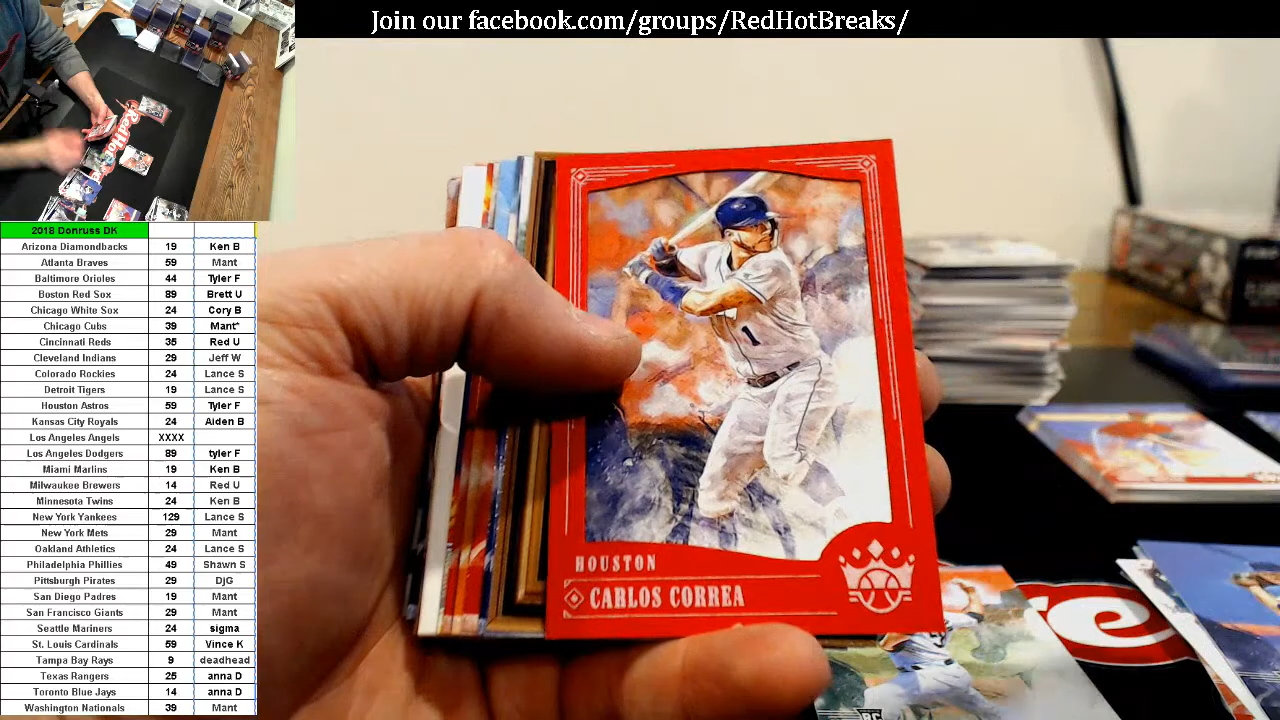 Join our facebook.com/groups/RedHotBreaks/
2018 Donruss DK
Arizona Diamondbacks 19 Ken B
Atlanta Braves 59 Mant
Baltimore Orioles 44 Tyler F
Boston Red Sox 89 Brett U
Chicago White Sox 24 Cory B
Chicago Cubs 39 Mant*
Cincinnati Reds 35 Red U
Cleveland Indians 29 Jeff W
Colorado Rockies 24 Lance S
Detroit Tigers 19 Lance S
Houston Astros 59 Tyler F
Kansas City Royals 24 Aiden B
Los Angeles Angels XXXX
Los Angeles Dodgers 89 tyler F
Miami Marlins 19 Ken B
Milwaukee Brewers 14 Red U
Minnesota Twins 24 Ken B
New York Yankees 129 Lance S
New York Mets 29 Mant
Oakland Athletics 24 Lance S
Philadelphia Phillies 49 Shawn S
Pittsburgh Pirates 29 DjG
San Diego Padres 19 Mant
San Francisco Giants 29 Mant
Seattle Mariners 24 sigma
St. Louis Cardinals 59 Vince K
Tampa Bay Rays 9 deadhead
Texas Rangers 25 anna D
Toronto Blue Jays 14 anna D
Washington Nationals 39 Mant
1
HOUSTON
CARLOS CORREA
RC